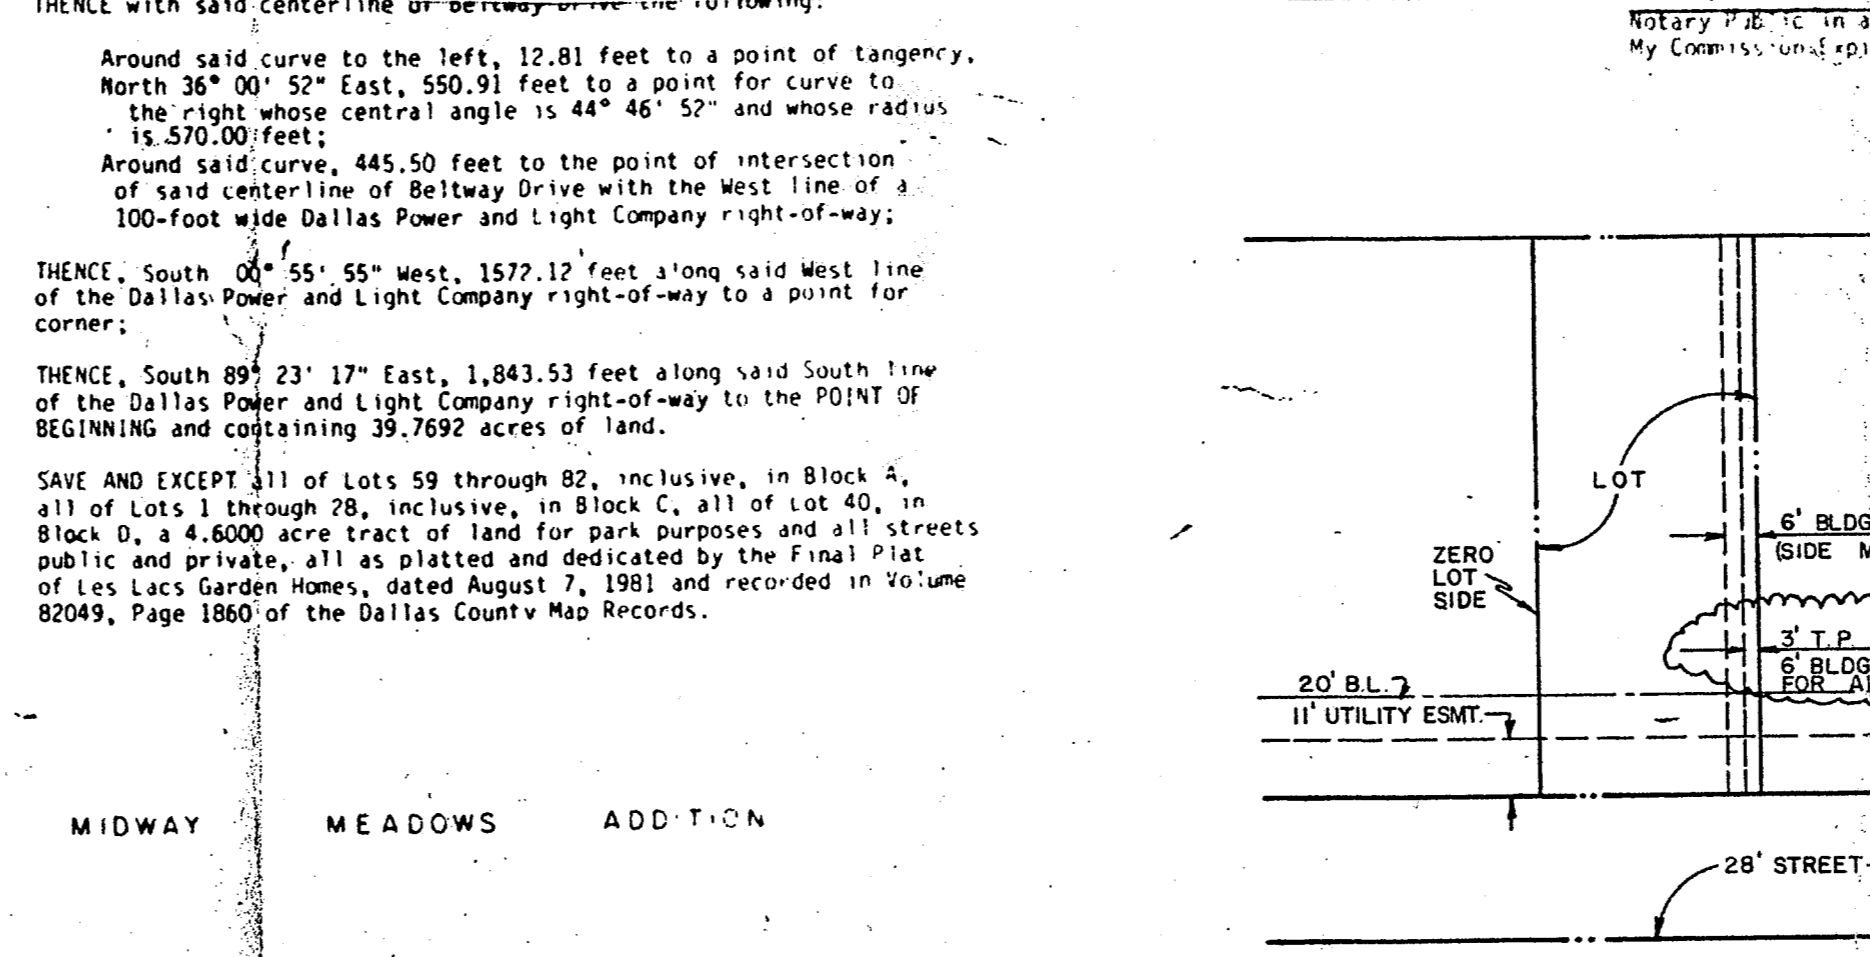 THENCE with said centerline of Beltway Drive the following:
Around said curve to the left, 12.81 feet to a point of tangency,
North 36° 00' 52" East, 550.91 feet to a point for curve to
the right whose central angle is 44° 46' 52" and whose radius
is 570.00 feet;
Around said curve, 445.50 feet to the point of intersection
of said centerline of Beltway Drive with the West line of a
100-foot wide Dallas Power and Light Company right-of-way;
THENCE, South 00° 55' 55" West, 1572.12 feet along said West line
of the Dallas Power and Light Company right-of-way to a point for
corner;
THENCE, South 89° 23' 17" East, 1,843.53 feet along said South line
of the Dallas Power and Light Company right-of-way to the POINT OF
BEGINNING and containing 39.7692 acres of land.
SAVE AND EXCEPT all of Lots 59 through 82, inclusive, in Block A,
all of Lots 1 through 28, inclusive, in Block C, all of Lot 40, in
Block D, a 4.6000 acre tract of land for park purposes and all streets
public and private, all as platted and dedicated by the Final Plat
of Les Lacs Garden Homes, dated August 7, 1981 and recorded in Volume
82049, Page 1860 of the Dallas County Map Records.
MIDWAY MEADOWS ADDITION
Notary Public in a
My Commission Expi
LOT
6' BLDG
(SIDE M
ZERO
LOT
SIDE
3' T.P.
6' BLDG
FOR A
20' B.L.
11' UTILITY ESMT.
28' STREET